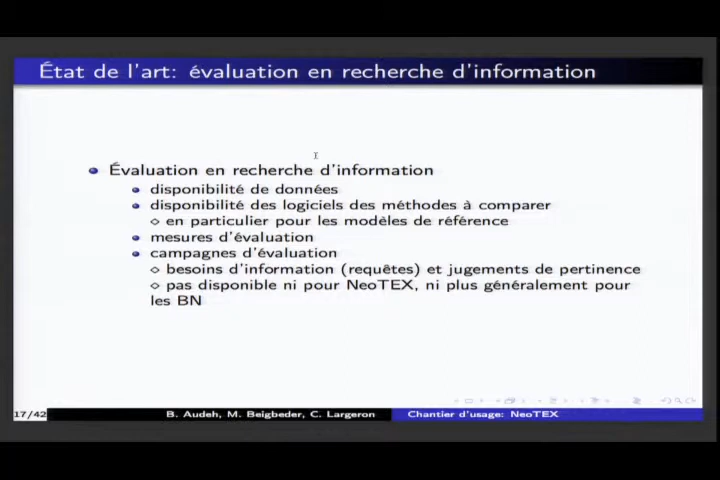 État de l'art: évaluation en recherche d'information
Évaluation en recherche d'information
disponibilité de données
disponibilité des logiciels des méthodes à comparer
en particulier pour les modèles de référence
mesures d'évaluation
campagnes d'évaluation
besoins d'information (requêtes) et jugements de pertinence
pas disponible ni pour NeoTEX, ni plus généralement pour
les BN
17/42
B. Audeh, M. Beigbeder, C. Largeron
Chantier d'usage: NeoTEX